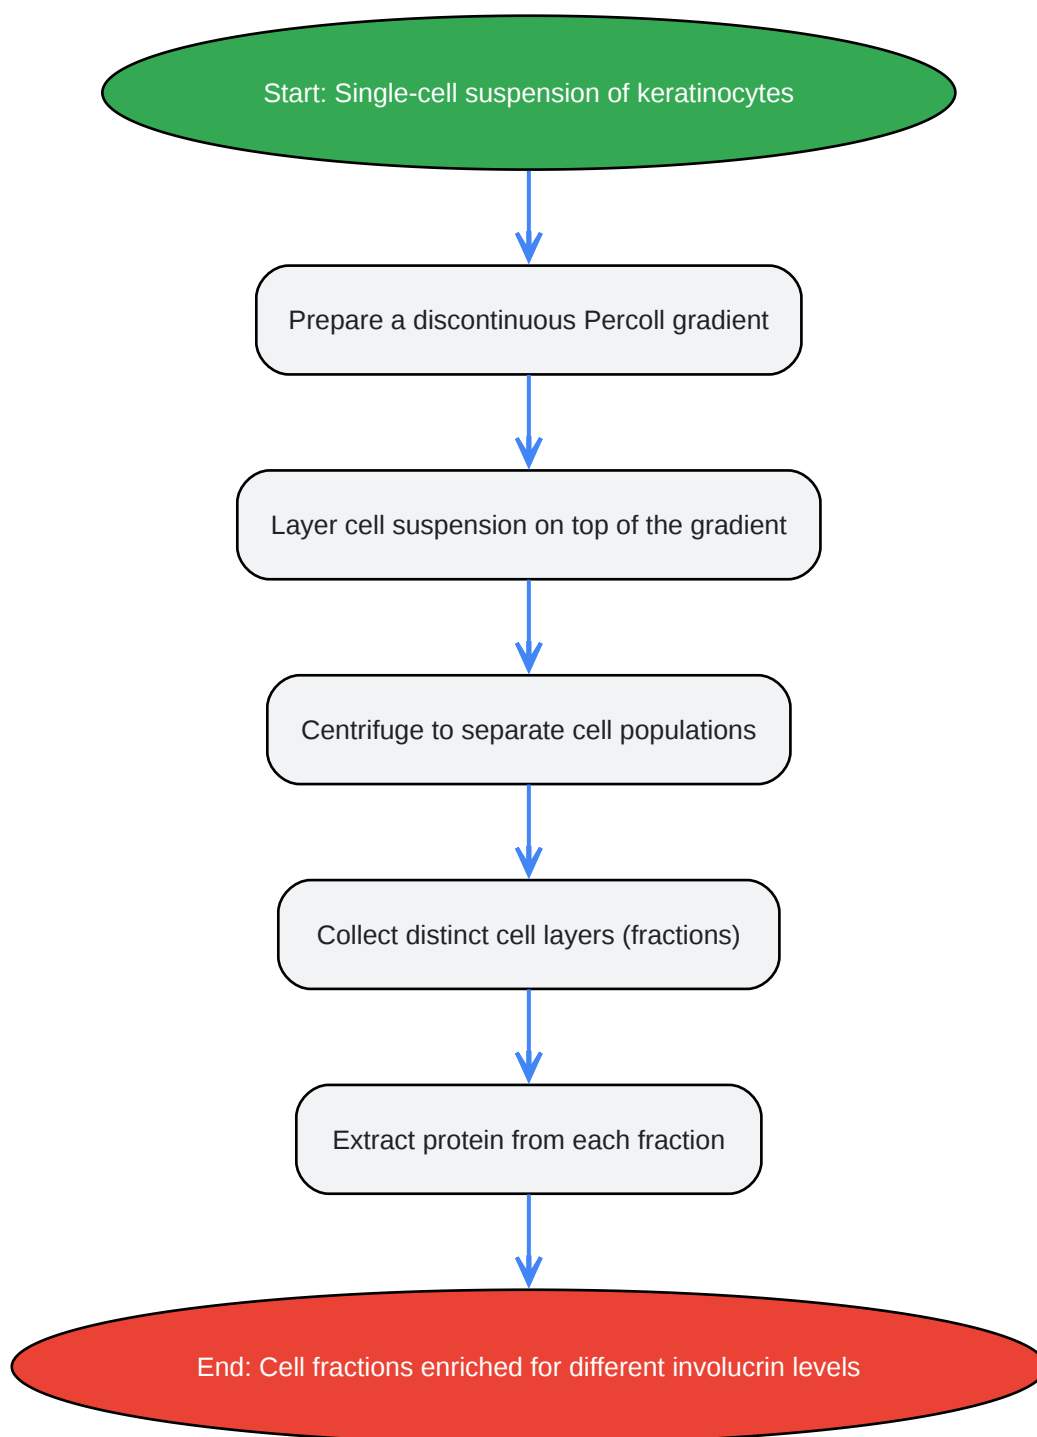 Start: Single-cell suspension of keratinocytes
Prepare a discontinuous Percoll gradient
Layer cell suspension on top of the gradient
Centrifuge to separate cell populations
Collect distinct cell layers (fractions)
Extract protein from each fraction
End: Cell fractions enriched for different involucrin levels